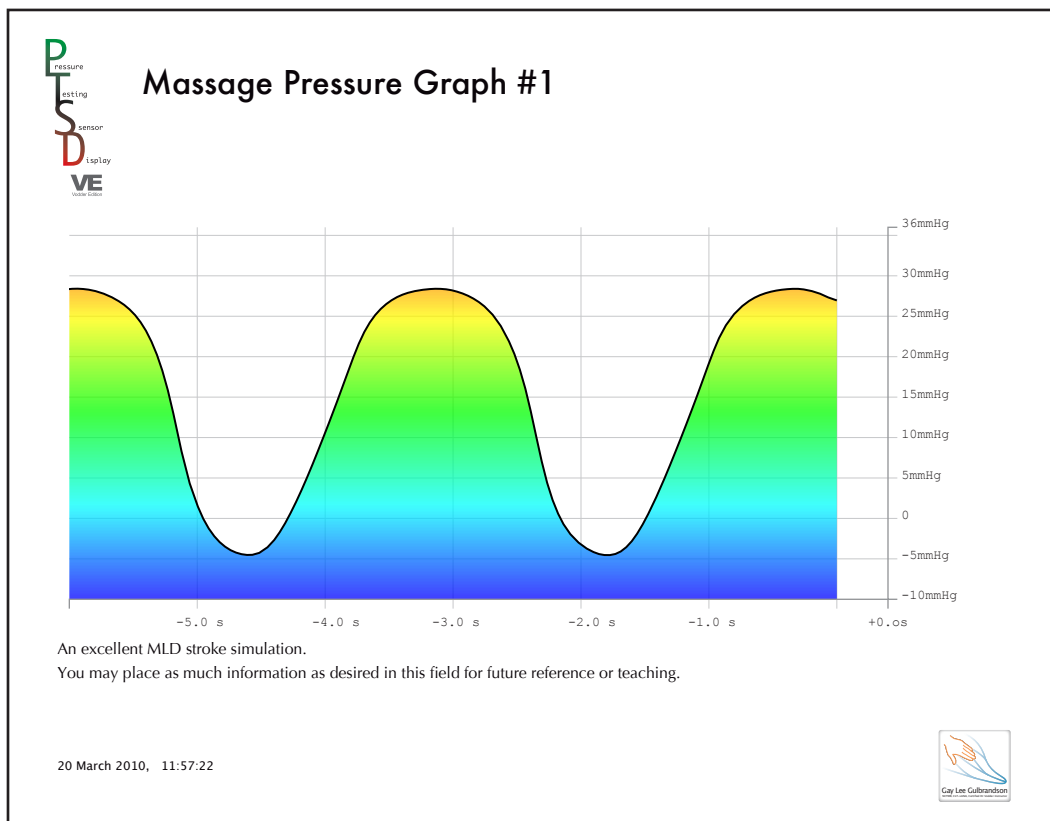 Pressure
Testing
Sensor
Display
VE
Vodder Edition
Massage Pressure Graph #1
36mmHg
30mmHg
25mmHg
20mmHg
15mmHg
10mmHg
5mmHg
0
-5mmHg
-10mmHg
-5.0 s
-4.0 s
-3.0 s
-2.0 s
-1.0 s
+0.os
An excellent MLD stroke simulation.
You may place as much information as desired in this field for future reference or teaching.
20 March 2010, 11:57:22
Gay Lee Gulbrandson